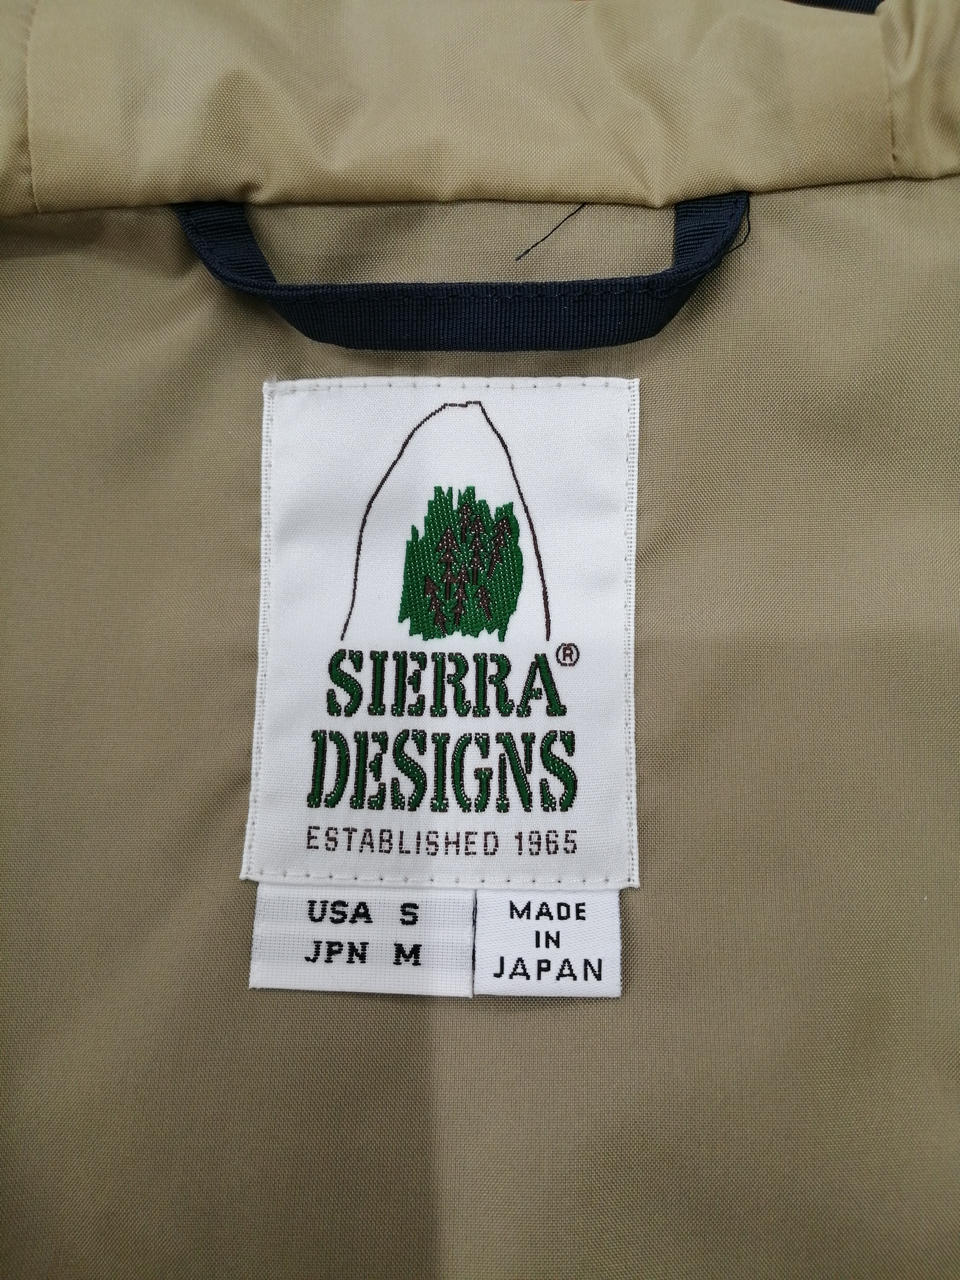 SIERRA®
DESIGNS
ESTABLISHED 1965
USA S
JPN M
MADE
IN
JAPAN